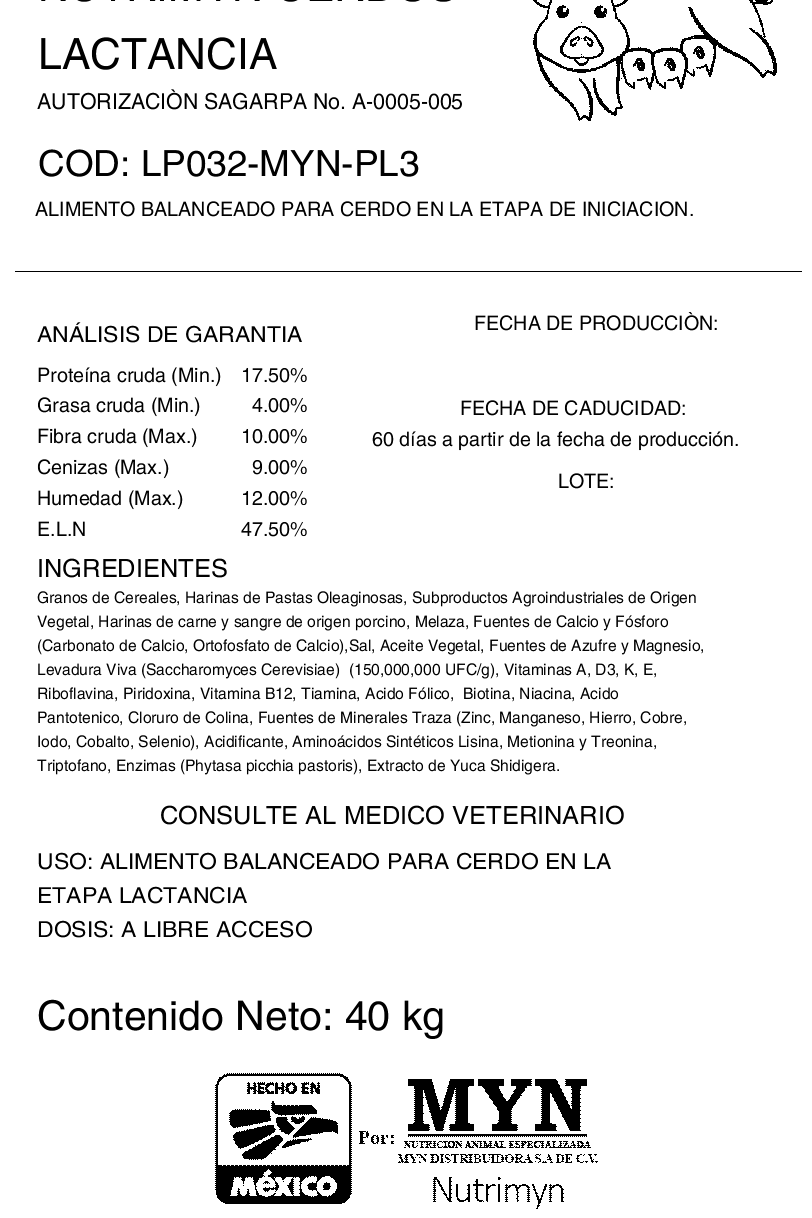 LACTANCIA
AUTORIZACIÒN SAGARPA No. A-0005-005
COD: LP032-MYN-PL3
ALIMENTO BALANCEADO PARA CERDO EN LA ETAPA DE INICIACION.
ANÁLISIS DE GARANTIA
FECHA DE PRODUCCIÒN:
Proteína cruda (Min.) 17.50%
Grasa cruda (Min.) 4.00%
Fibra cruda (Max.) 10.00%
Cenizas (Max.) 9.00%
Humedad (Max.) 12.00%
E.L.N 47.50%
FECHA DE CADUCIDAD:
60 días a partir de la fecha de producción.
LOTE:
INGREDIENTES
Granos de Cereales, Harinas de Pastas Oleaginosas, Subproductos Agroindustriales de Origen
Vegetal, Harinas de carne y sangre de origen porcino, Melaza, Fuentes de Calcio y Fósforo
(Carbonato de Calcio, Ortofosfato de Calcio),Sal, Aceite Vegetal, Fuentes de Azufre y Magnesio,
Levadura Viva (Saccharomyces Cerevisiae) (150,000,000 UFC/g), Vitaminas A, D3, K, E,
Riboflavina, Piridoxina, Vitamina B12, Tiamina, Acido Fólico, Biotina, Niacina, Acido
Pantotenico, Cloruro de Colina, Fuentes de Minerales Traza (Zinc, Manganeso, Hierro, Cobre,
Iodo, Cobalto, Selenio), Acidificante, Aminoácidos Sintéticos Lisina, Metionina y Treonina,
Triptofano, Enzimas (Phytasa picchia pastoris), Extracto de Yuca Shidigera.
CONSULTE AL MEDICO VETERINARIO
USO: ALIMENTO BALANCEADO PARA CERDO EN LA
ETAPA LACTANCIA
DOSIS: A LIBRE ACCESO
Contenido Neto: 40 kg
HECHO EN
MÉXICO
Por:
MYN
NUTRICION ANIMAL ESPECIALIZADA
MYN DISTRIBUIDORA S.A DE C.V.
Nutrimyn